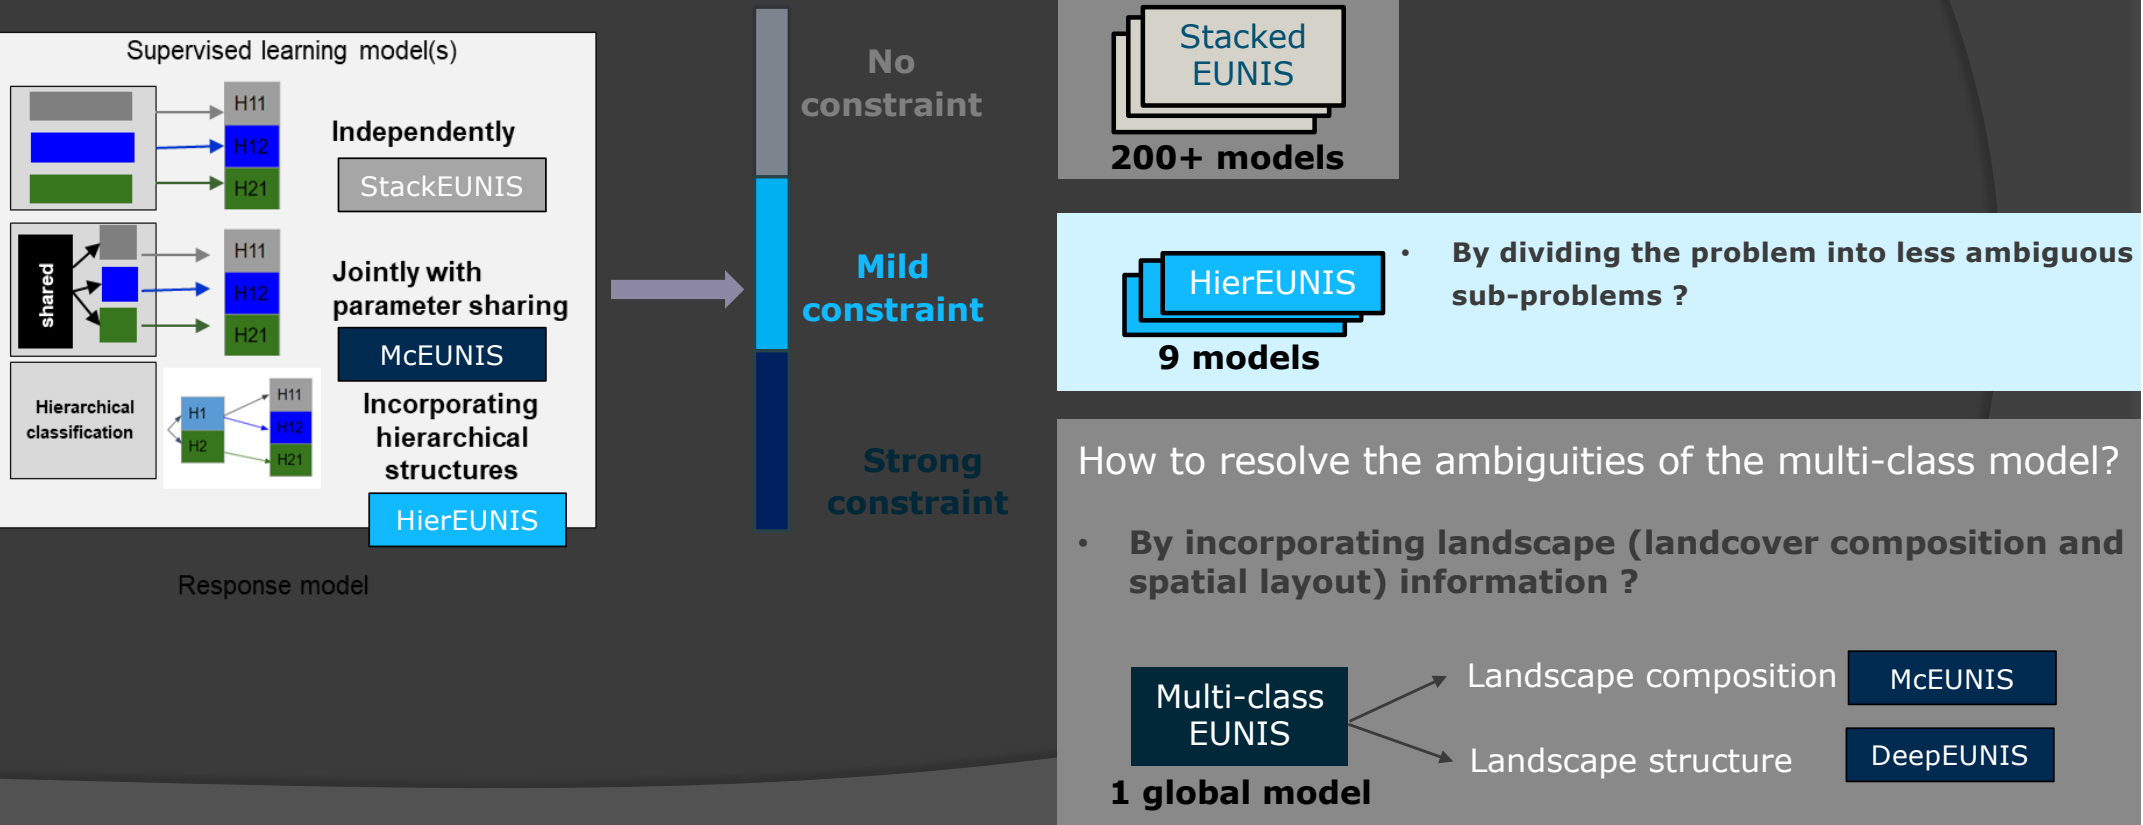 Supervised learning model(s)
H11
H12
H21
Independently
StackEUNIS
shared
H11
H12
H21
Jointly with
parameter sharing
McEUNIS
Hierarchical
classification
H1
H2
H11
H12
H21
Incorporating
hierarchical
structures
HierEUNIS
Response model
No
constraint
Mild
constraint
Strong
constraint
Stacked
EUNIS
200+ models
HierEUNIS
9 models
• By dividing the problem into less ambiguous
sub-problems ?
How to resolve the ambiguities of the multi-class model?
• By incorporating landscape (landcover composition and
spatial layout) information ?
Multi-class
EUNIS
1 global model
Landscape composition
McEUNIS
Landscape structure
DeepEUNIS